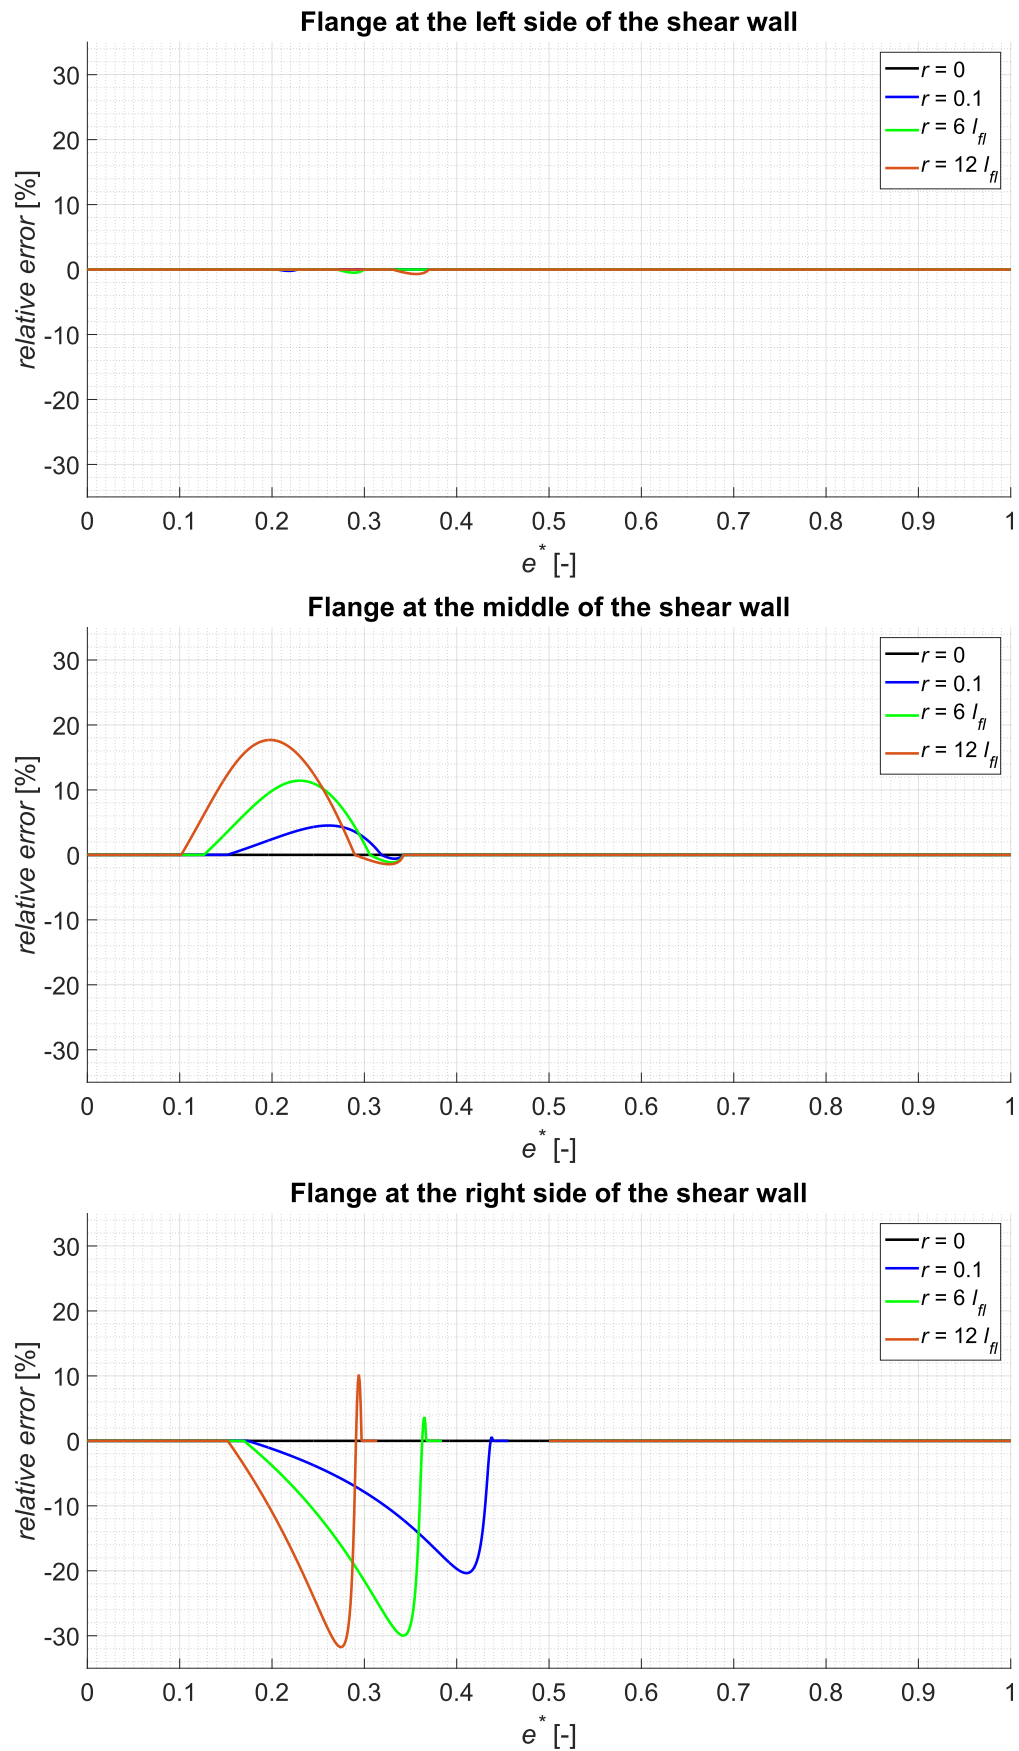 Flange at the left side of the shear wall
30
20
10
0
-10
-20
-30
relative error [%]
r = 0
r = 0.1
r = 6 l_fl
r = 12 l_fl
0 0.1 0.2 0.3 0.4 0.5 0.6 0.7 0.8 0.9 1
e* [-]
Flange at the middle of the shear wall
30
20
10
0
-10
-20
-30
relative error [%]
r = 0
r = 0.1
r = 6 l_fl
r = 12 l_fl
0 0.1 0.2 0.3 0.4 0.5 0.6 0.7 0.8 0.9 1
e* [-]
Flange at the right side of the shear wall
30
20
10
0
-10
-20
-30
relative error [%]
r = 0
r = 0.1
r = 6 l_fl
r = 12 l_fl
0 0.1 0.2 0.3 0.4 0.5 0.6 0.7 0.8 0.9 1
e* [-]